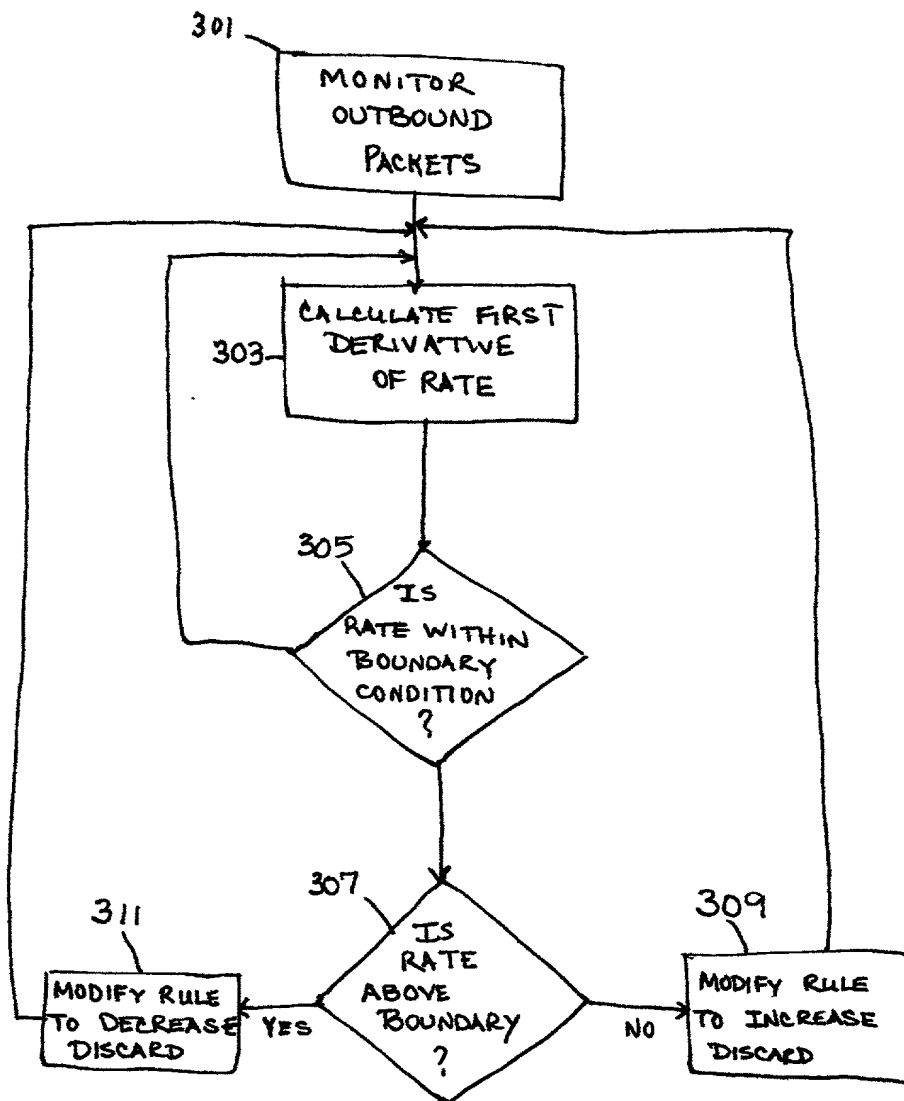 301
MONITOR
OUTBOUND
PACKETS
303
CALCULATE FIRST
DERIVATIVE
OF RATE
305
IS
RATE WITHIN
BOUNDARY
CONDITION
?
307
IS
RATE
ABOVE
BOUNDARY
?
YES
NO
311
MODIFY RULE
TO DECREASE
DISCARD
309
MODIFY RULE
TO INCREASE
DISCARD